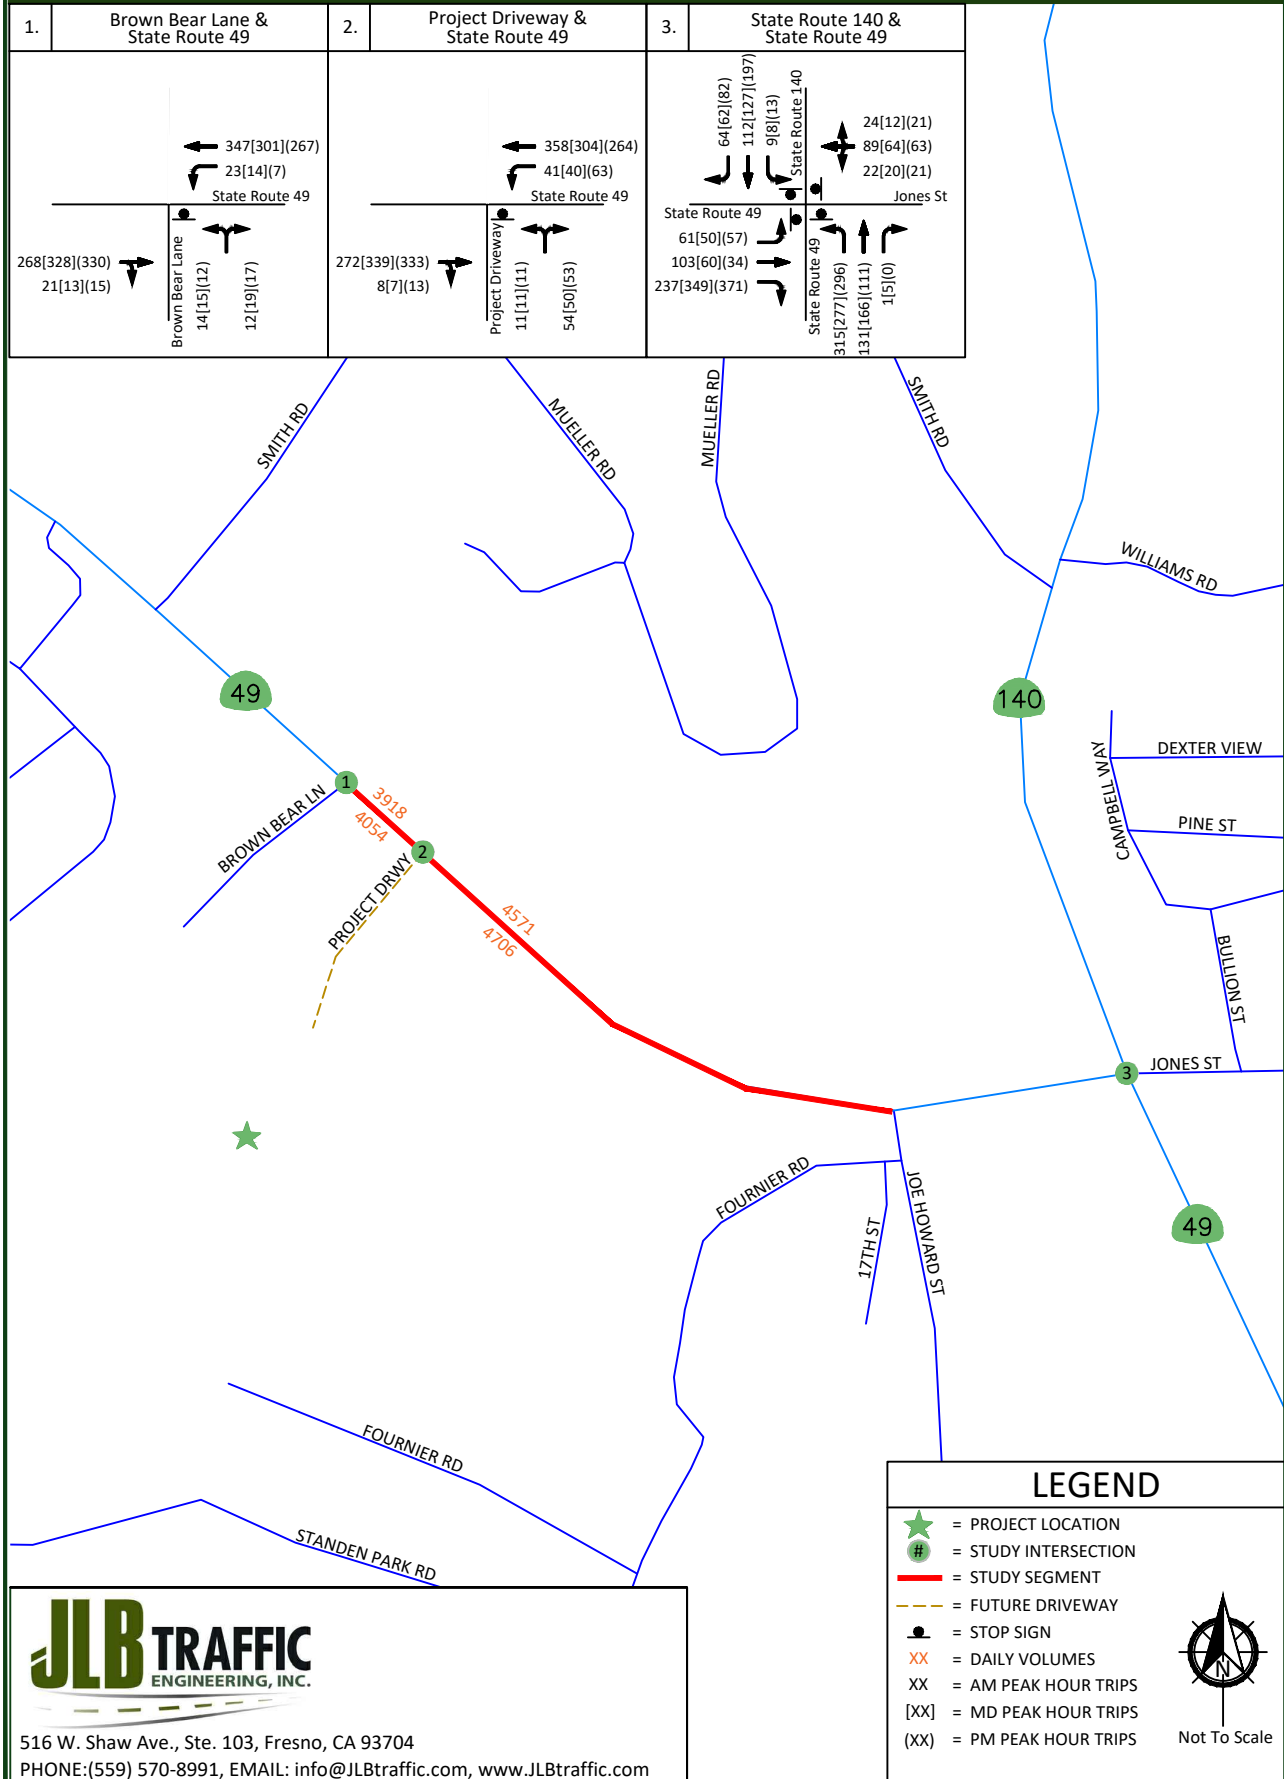 1.
Brown Bear Lane &
State Route 49
347[301](267)
23[14](7)
State Route 49
268[328](330)
21[13](15)
Brown Bear Lane
14[15](12)
12[19](17)
2.
Project Driveway &
State Route 49
358[304](264)
41[40](63)
State Route 49
272[339](333)
8[7](13)
Project Driveway
11[11](11)
54[50](53)
3.
State Route 140 &
State Route 49
64[62](82)
112[127](197)
9[8](13)
State Route 140
24[12](21)
89[64](63)
22[20](21)
Jones St
State Route 49
61[50](57)
103[60](34)
237[349](371)
State Route 49
315[277](296)
131[166](111)
1[5](0)
SMITH RD
MUELLER RD
MUELLER RD
SMITH RD
WILLIAMS RD
49
140
CAMPBELL WAY
DEXTER VIEW
PINE ST
BULLION ST
1
3918
4054
BROWN BEAR LN
2
PROJECT DRWY
4571
4706
3
JONES ST
49
FOURNIER RD
17TH ST
JOE HOWARD ST
FOURNIER RD
STANDEN PARK RD
LEGEND
= PROJECT LOCATION
# = STUDY INTERSECTION
= STUDY SEGMENT
= FUTURE DRIVEWAY
= STOP SIGN
XX = DAILY VOLUMES
XX = AM PEAK HOUR TRIPS
[XX] = MD PEAK HOUR TRIPS
(XX) = PM PEAK HOUR TRIPS
N
Not To Scale
JLB TRAFFIC
ENGINEERING, INC.
516 W. Shaw Ave., Ste. 103, Fresno, CA 93704
PHONE:(559) 570-8991, EMAIL: info@JLBtraffic.com, www.JLBtraffic.com